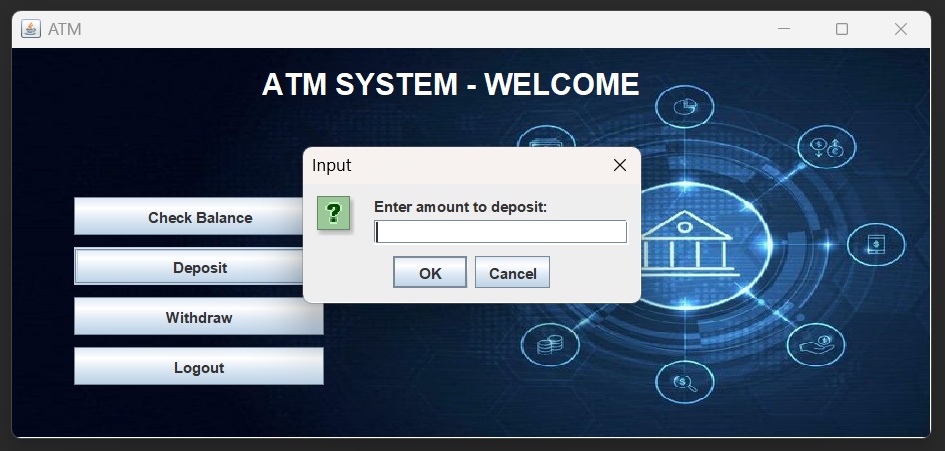 ATM
ATM SYSTEM - WELCOME
Input
Enter amount to deposit:
OK
Cancel
Check Balance
Deposit
Withdraw
Logout